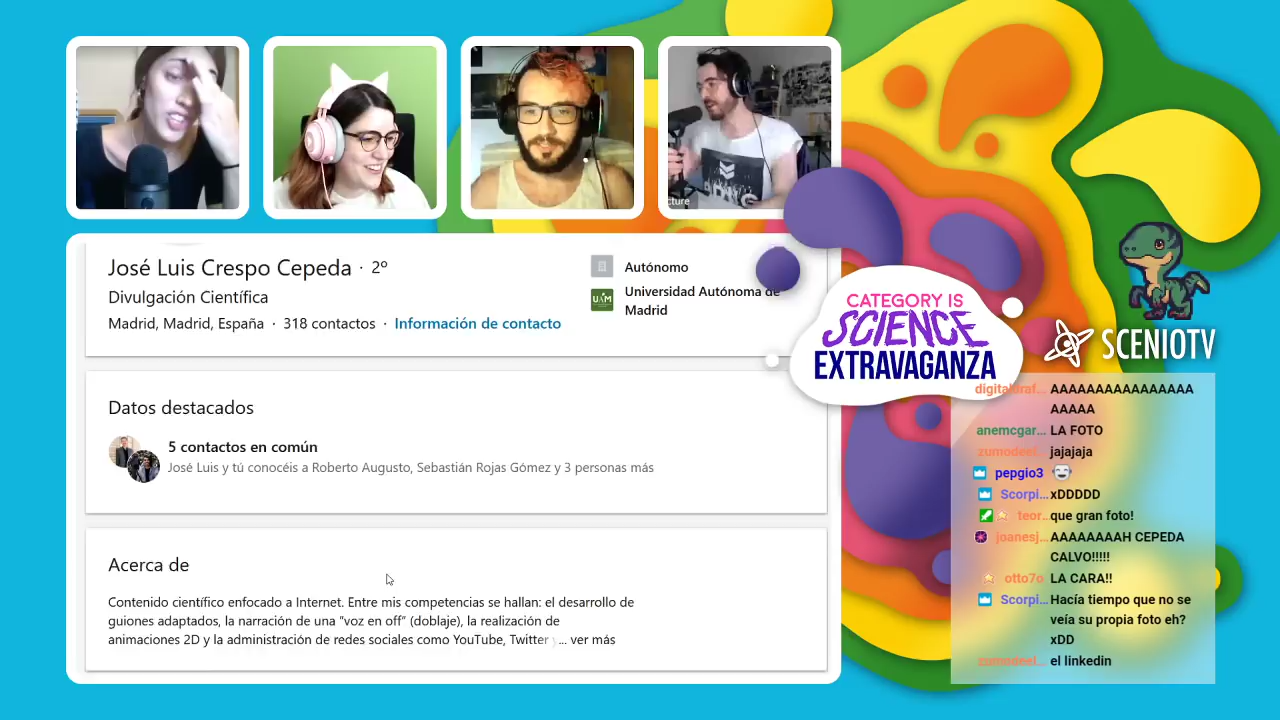 cture
José Luis Crespo Cepeda · 2º
Divulgación Científica
Madrid, Madrid, España · 318 contactos · Información de contacto
Autónomo
UAM
Universidad Autónoma de
Madrid
Datos destacados
5 contactos en común
José Luis y tú conocéis a Roberto Augusto, Sebastián Rojas Gómez y 3 personas más
Acerca de
Contenido científico enfocado a Internet. Entre mis competencias se hallan: el desarrollo de
guiones adaptados, la narración de una "voz en off" (doblaje), la realización de
animaciones 2D y la administración de redes sociales como YouTube, Twitter y... ver más
CATEGORY IS
SCIENCE
EXTRAVAGANZA
SCENIOTV
digitaldraf... AAAAAAAAAAAAAAAA
AAAAA
anemcgar... LA FOTO
zumodeel... jajajaja
pepgio3
Scorpi... xDDDDD
teor... que gran foto!
joanesj... AAAAAAAAH CEPEDA
CALVO!!!!!
otto7o LA CARA!!
Scorpi... Hacía tiempo que no se
veía su propia foto eh?
xDD
zumodeel... el linkedin